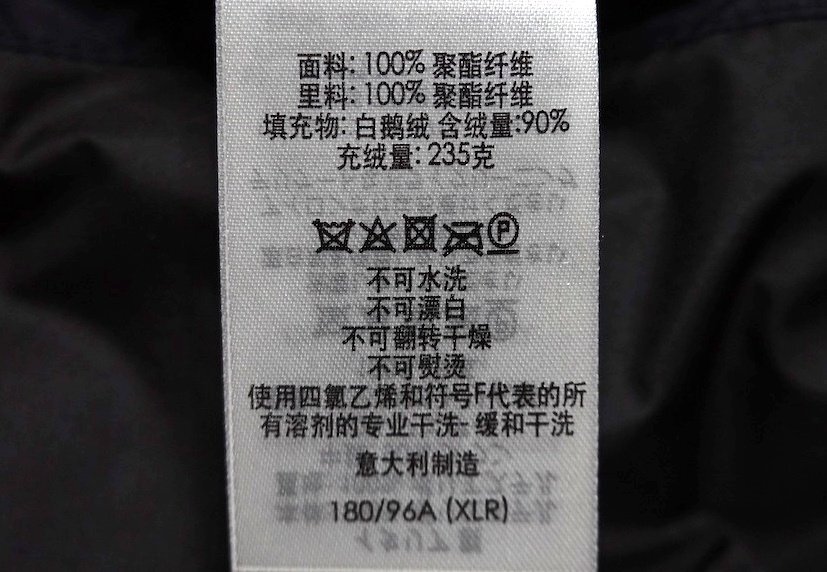 面料: 100% 聚酯纤维
里料: 100% 聚酯纤维
填充物: 白鹅绒 含绒量:90%
充绒量: 235克
P
不可水洗
不可漂白
不可翻转干燥
不可熨烫
使用四氯乙烯和符号F代表的所
有溶剂的专业干洗- 缓和干洗
意大利制造
180/96A (XLR)